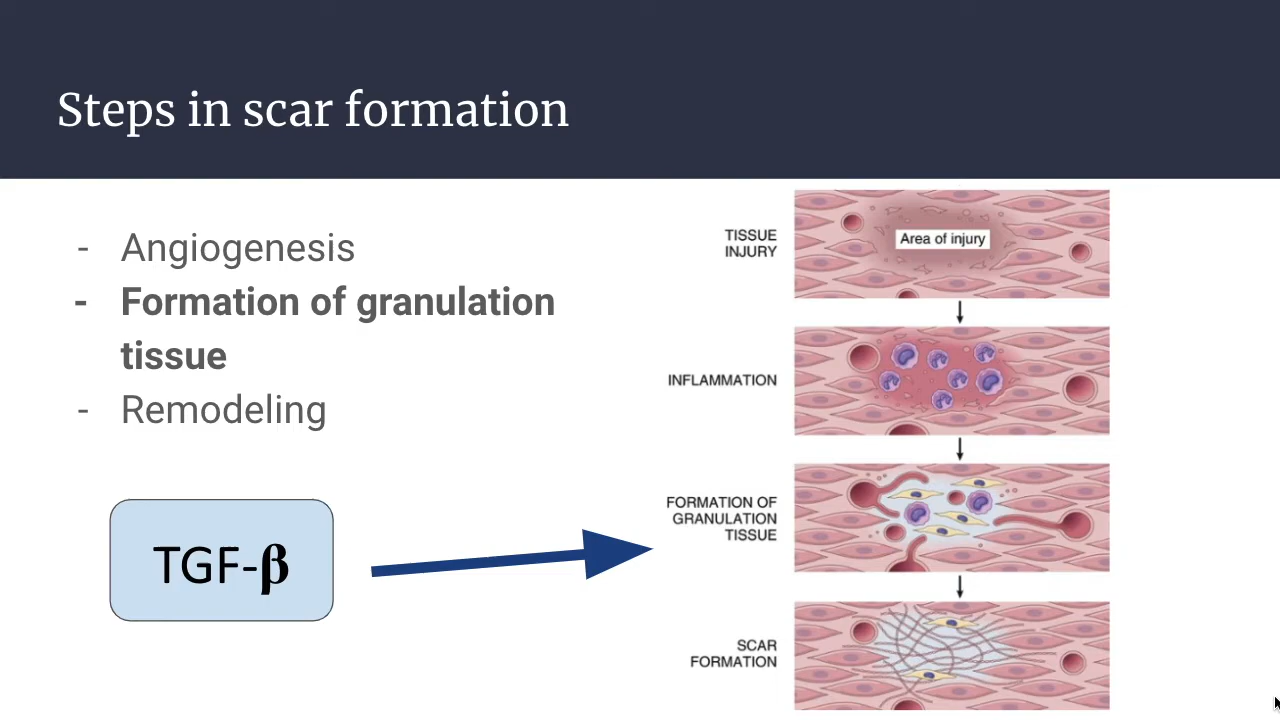 Steps in scar formation
- Angiogenesis
- Formation of granulation
tissue
- Remodeling
TGF-β
TISSUE
INJURY
Area of injury
INFLAMMATION
FORMATION OF
GRANULATION
TISSUE
SCAR
FORMATION